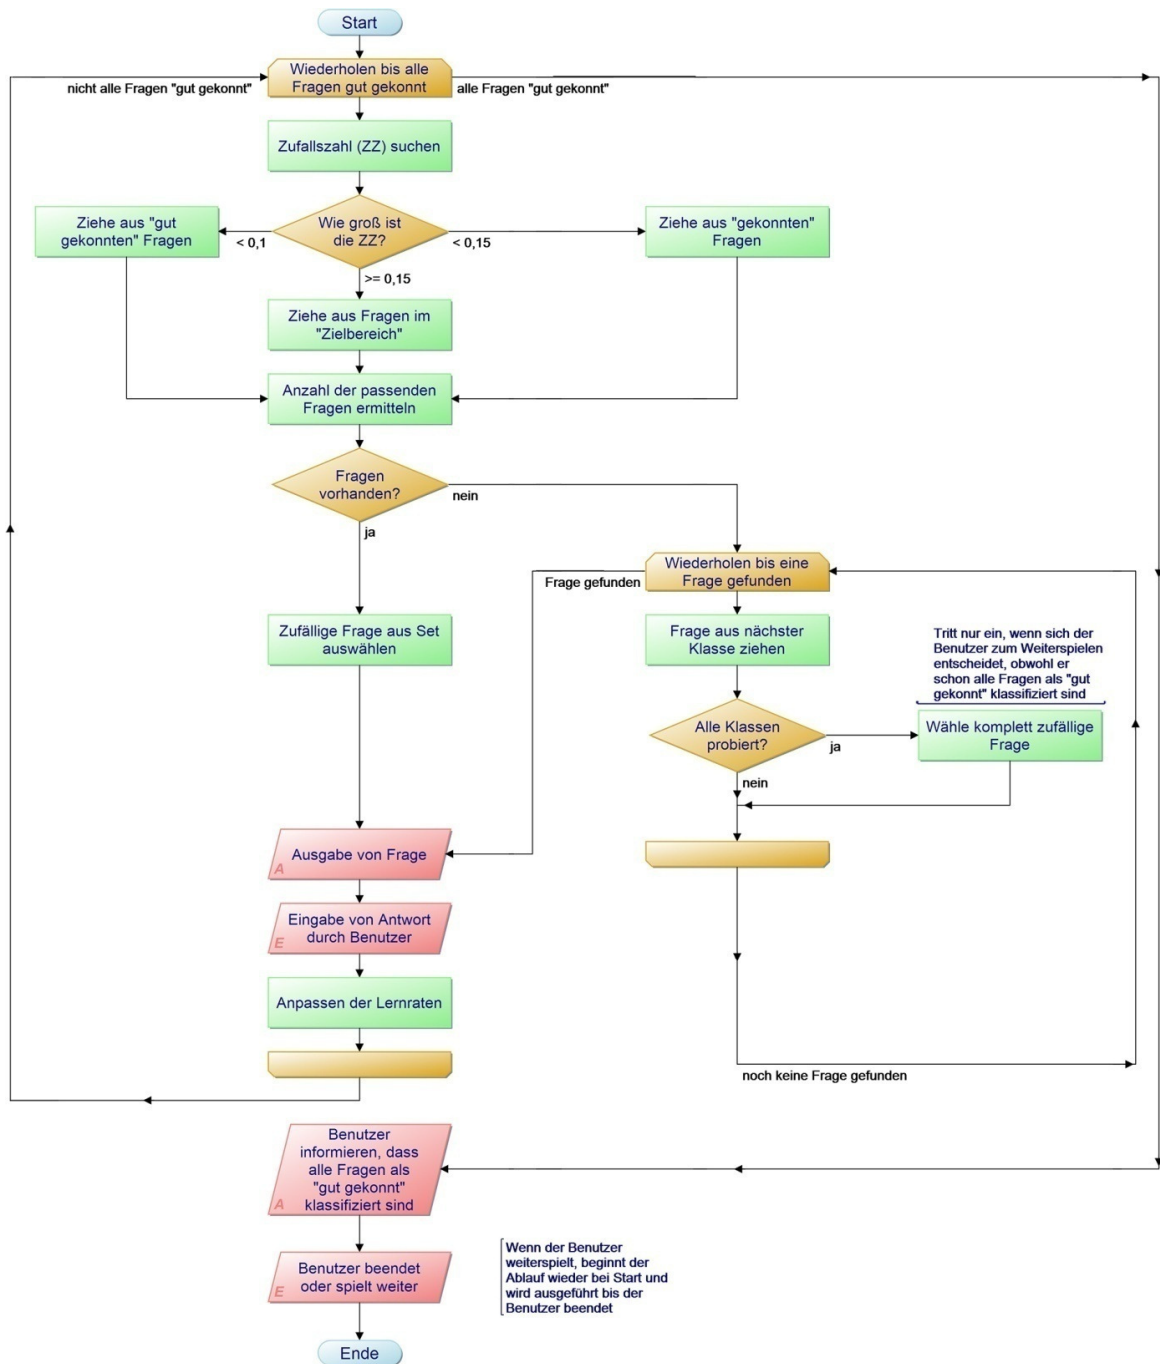 Start
Wiederholen bis alle
Fragen gut gekonnt
nicht alle Fragen "gut gekonnt"
alle Fragen "gut gekonnt"
Zufallszahl (ZZ) suchen
Ziehe aus "gut
gekonnten" Fragen
Wie groß ist
die ZZ?
Ziehe aus "gekonnten"
Fragen
< 0,1
< 0,15
>= 0,15
Ziehe aus Fragen im
"Zielbereich"
Anzahl der passenden
Fragen ermitteln
Fragen
vorhanden?
nein
ja
Wiederholen bis eine
Frage gefunden
Frage gefunden
Zufällige Frage aus Set
auswählen
Frage aus nächster
Klasse ziehen
Tritt nur ein, wenn sich der
Benutzer zum Weiterspielen
entscheidet, obwohl er
schon alle Fragen als "gut
gekonnt" klassifiziert sind
Alle Klassen
probiert?
ja
Wähle komplett zufällige
Frage
nein
Ausgabe von Frage
A
Eingabe von Antwort
durch Benutzer
E
Anpassen der Lernraten
noch keine Frage gefunden
Benutzer
informieren, dass
alle Fragen als
"gut gekonnt"
klassifiziert sind
A
Benutzer beendet
oder spielt weiter
E
Wenn der Benutzer
weiterspielt, beginnt der
Ablauf wieder bei Start und
wird ausgeführt bis der
Benutzer beendet
Ende